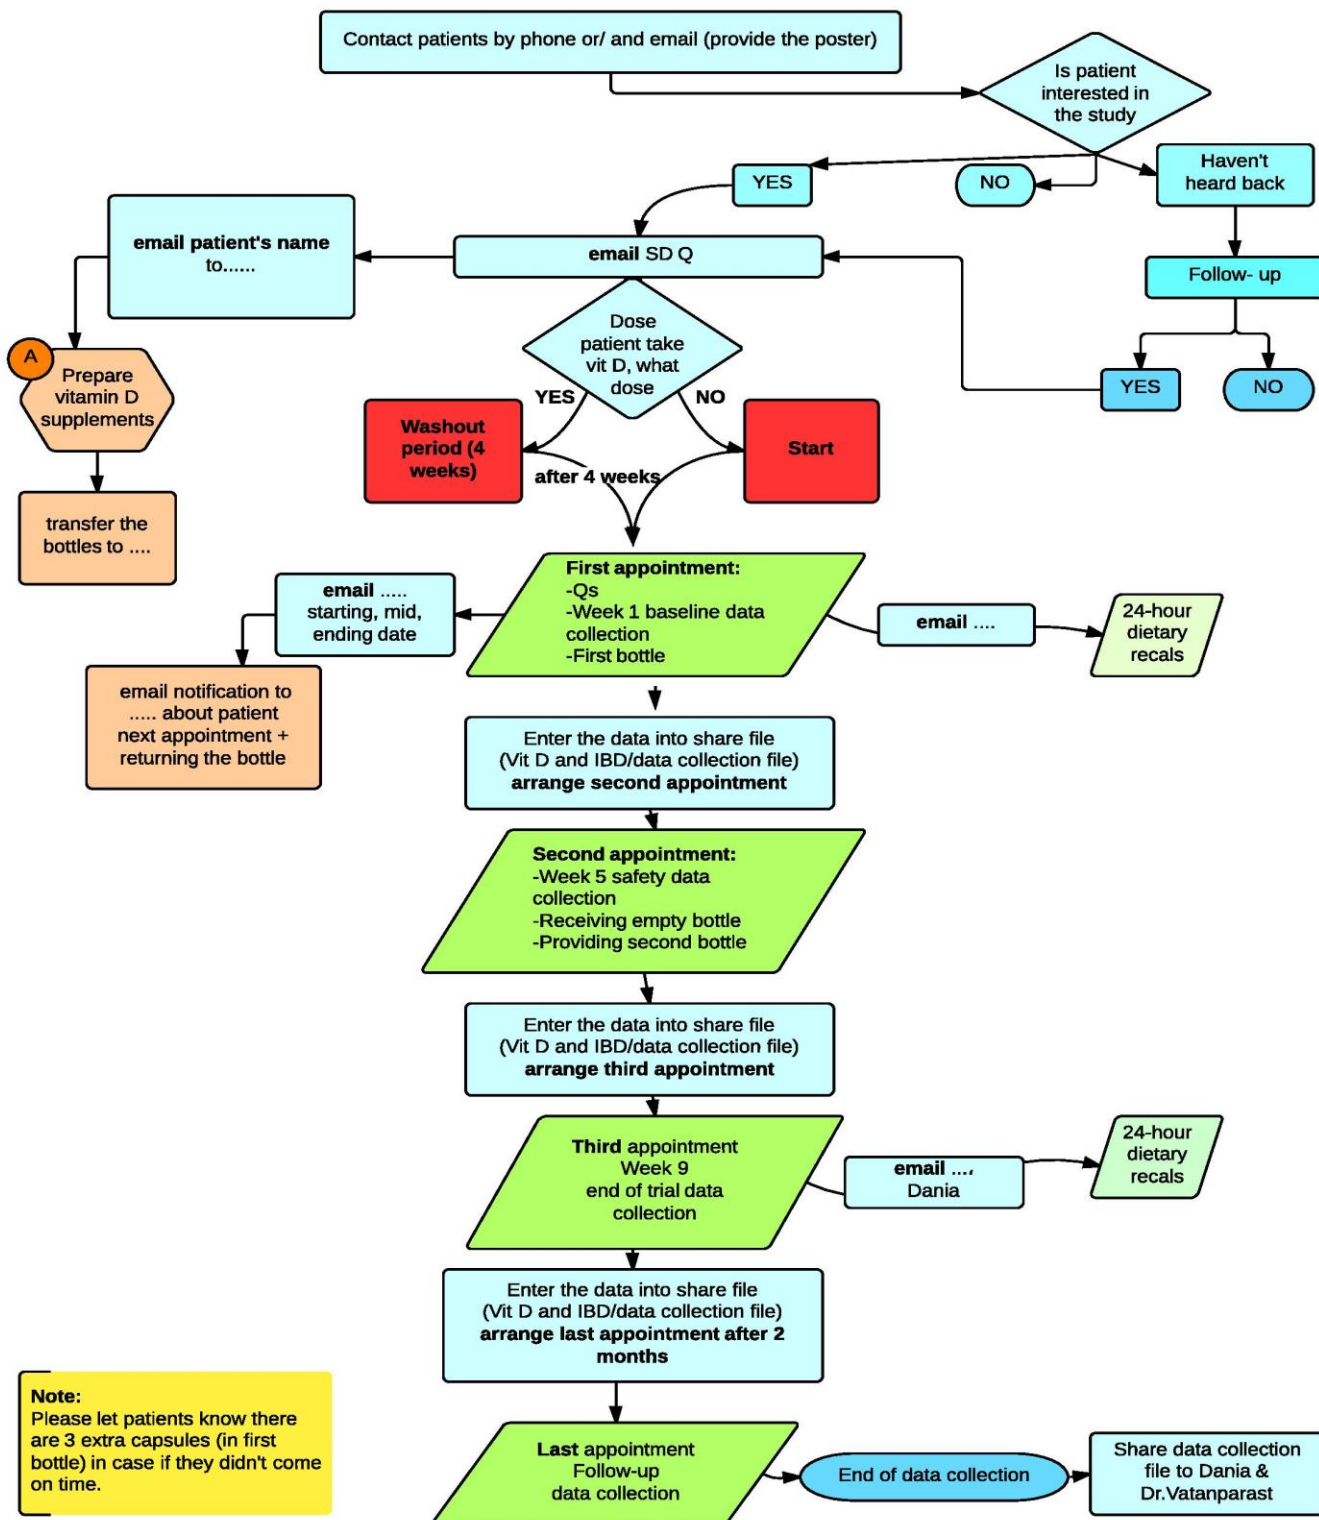 Contact patients by phone or/ and email (provide the poster)
Is patient
interested in
the study
YES
NO
Haven't
heard back
email patient's name
to......
email SD Q
Follow- up
YES
NO
A
Prepare
vitamin D
supplements
Dose
patient take
vit D, what
dose
YES
NO
Washout
period (4
weeks)
after 4 weeks
Start
transfer the
bottles to ....
First appointment:
-Qs
-Week 1 baseline data
collection
-First bottle
email .....
starting, mid,
ending date
email ....
24-hour
dietary
recals
email notification to
..... about patient
next appointment +
returning the bottle
Enter the data into share file
(Vit D and IBD/data collection file)
arrange second appointment
Second appointment:
-Week 5 safety data
collection
-Receiving empty bottle
-Providing second bottle
Enter the data into share file
(Vit D and IBD/data collection file)
arrange third appointment
Third appointment
Week 9
end of trial data
collection
email ...,
Dania
24-hour
dietary
recals
Enter the data into share file
(Vit D and IBD/data collection file)
arrange last appointment after 2
months
Note:
Please let patients know there
are 3 extra capsules (in first
bottle) in case if they didn't come
on time.
Last appointment
Follow-up
data collection
End of data collection
Share data collection
file to Dania &
Dr.Vatanparast